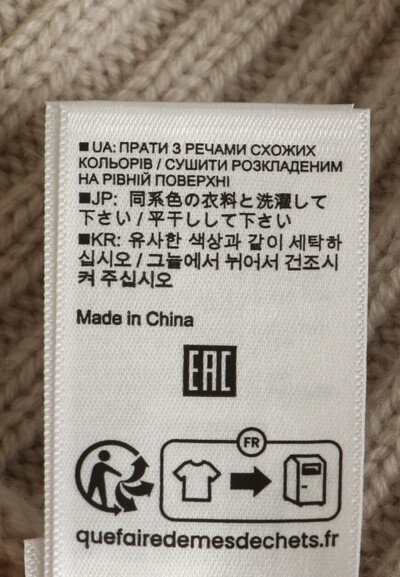 ■ UA: ПРАТИ З РЕЧАМИ СХОЖИХ
КОЛЬОРІВ / СУШИТИ РОЗКЛАДЕНИМ
НА РІВНІЙ ПОВЕРХНІ
■JP: 同系色の衣料と洗濯して
下さい / 平干しして下さい
■KR: 유사한 색상과 같이 세탁하
십시오 / 그늘에서 뉘어서 건조시
켜 주십시오
Made in China
EAC
FR
quefairedemesdechets.fr